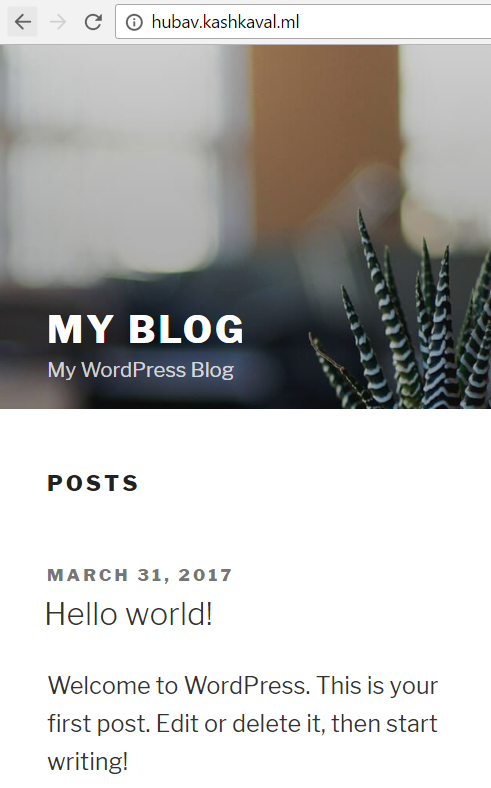 hubav.kashkaval.ml
MY BLOG
My WordPress Blog
POSTS
MARCH 31, 2017
Hello world!
Welcome to WordPress. This is your
first post. Edit or delete it, then start
writing!